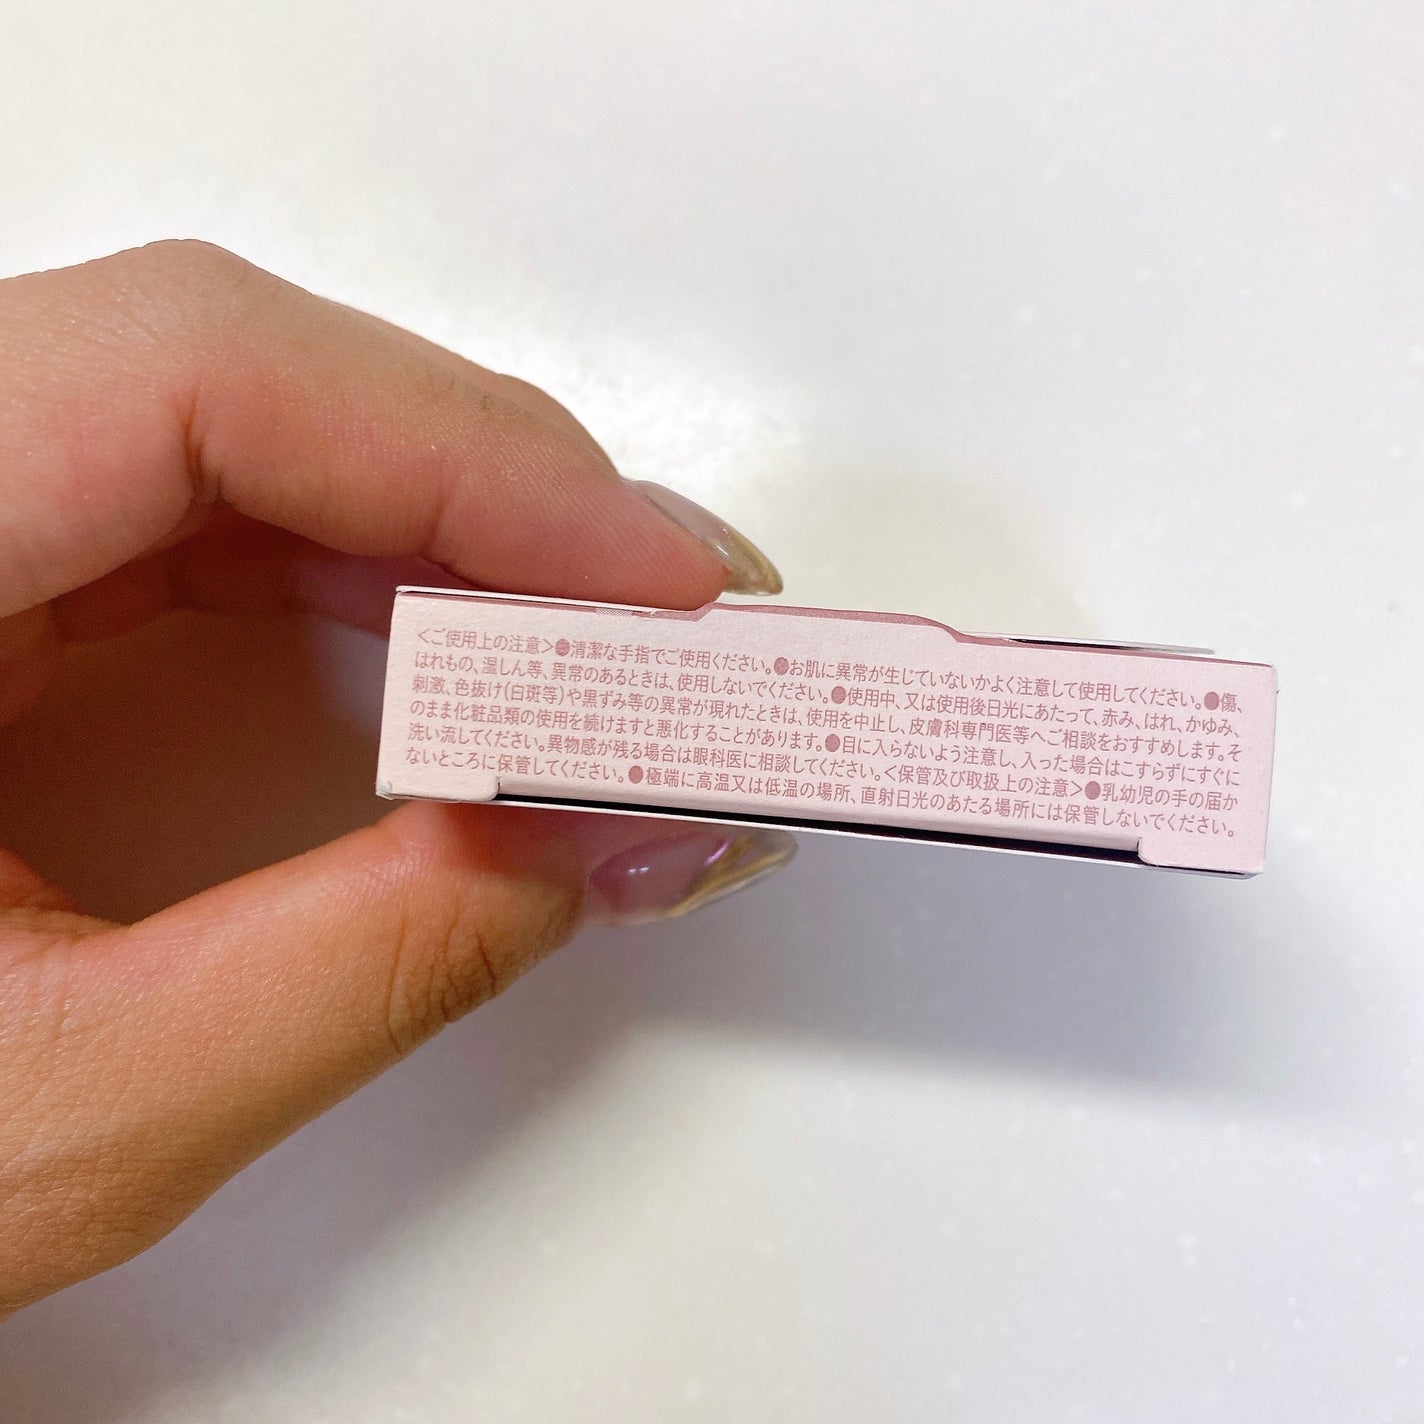 <ご使用上の注意>●清潔な手指でご使用ください。●お肌に異常が生じていないかよく注意して使用してください。●傷、
はれもの、湿しん等、異常のあるときは、使用しないでください。●使用中、又は使用後日光にあたって、赤み、はれ、かゆみ、
刺激、色抜け(白斑等)や黒ずみ等の異常が現れたときは、使用を中止し、皮膚科専門医等へご相談をおすすめします。そ
のまま化粧品類の使用を続けますと悪化することがあります。●目に入らないよう注意し、入った場合はこすらずにすぐに
洗い流してください。異物感が残る場合は眼科医に相談してください。<保管及び取扱上の注意>●乳幼児の手の届か
ないところに保管してください。●極端に高温又は低温の場所、直射日光のあたる場所には保管しないでください。